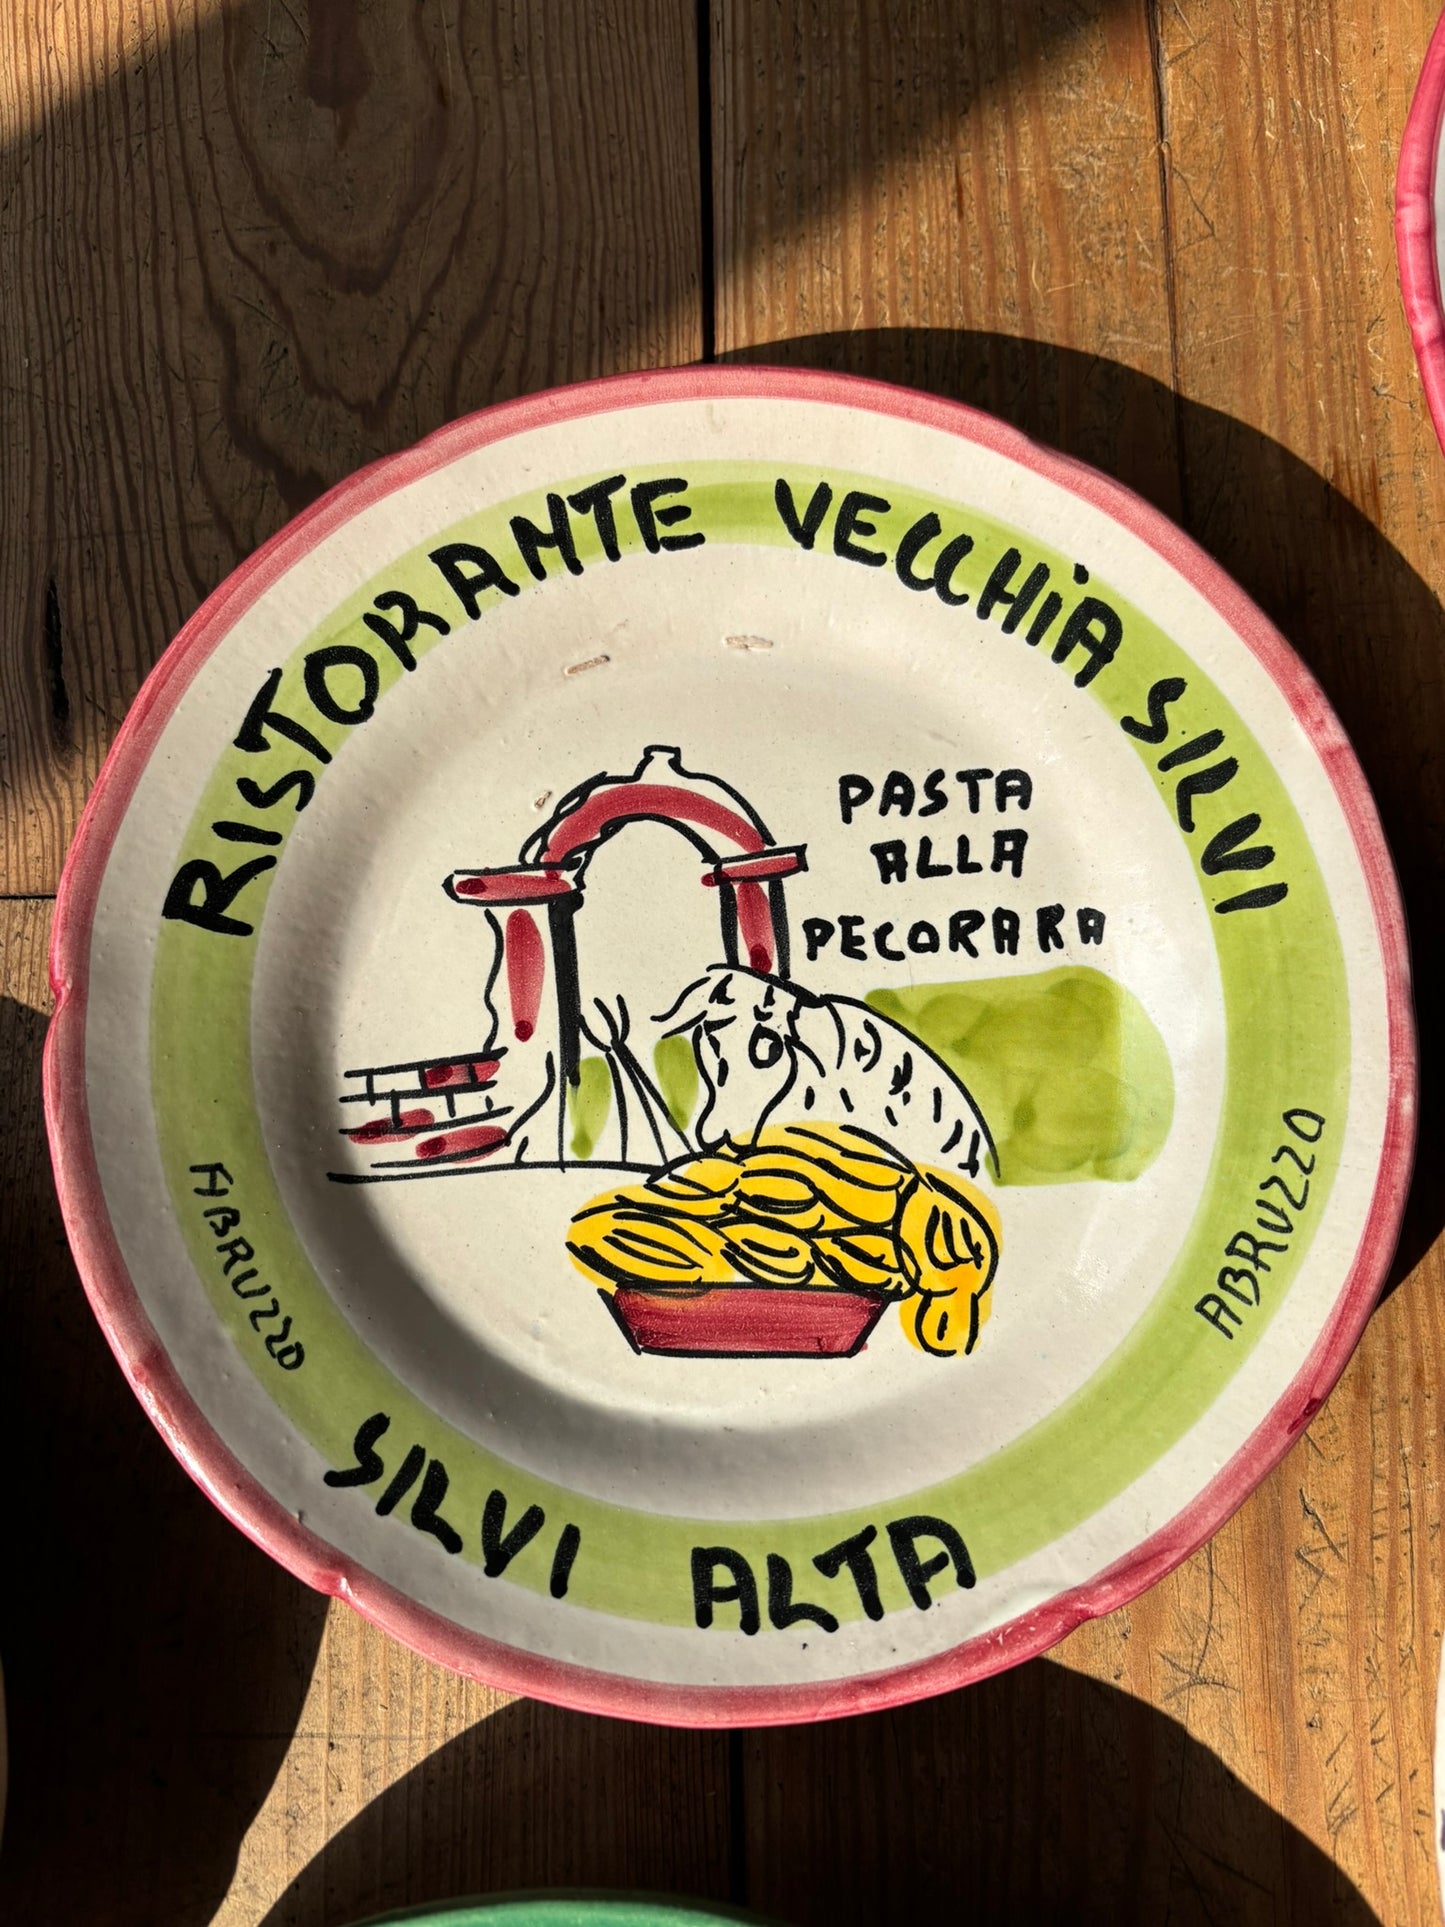 RISTORANTE VECCHIA SILVI
PASTA
ALLA
PECORARA
ABRUZZO
ABRUZZO
SILVI ALTA